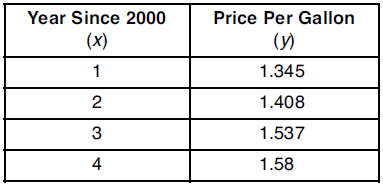 Year Since 2000 Price Per Gallon
(x) (y)
1 1.345
2 1.408
3 1.537
4 1.58